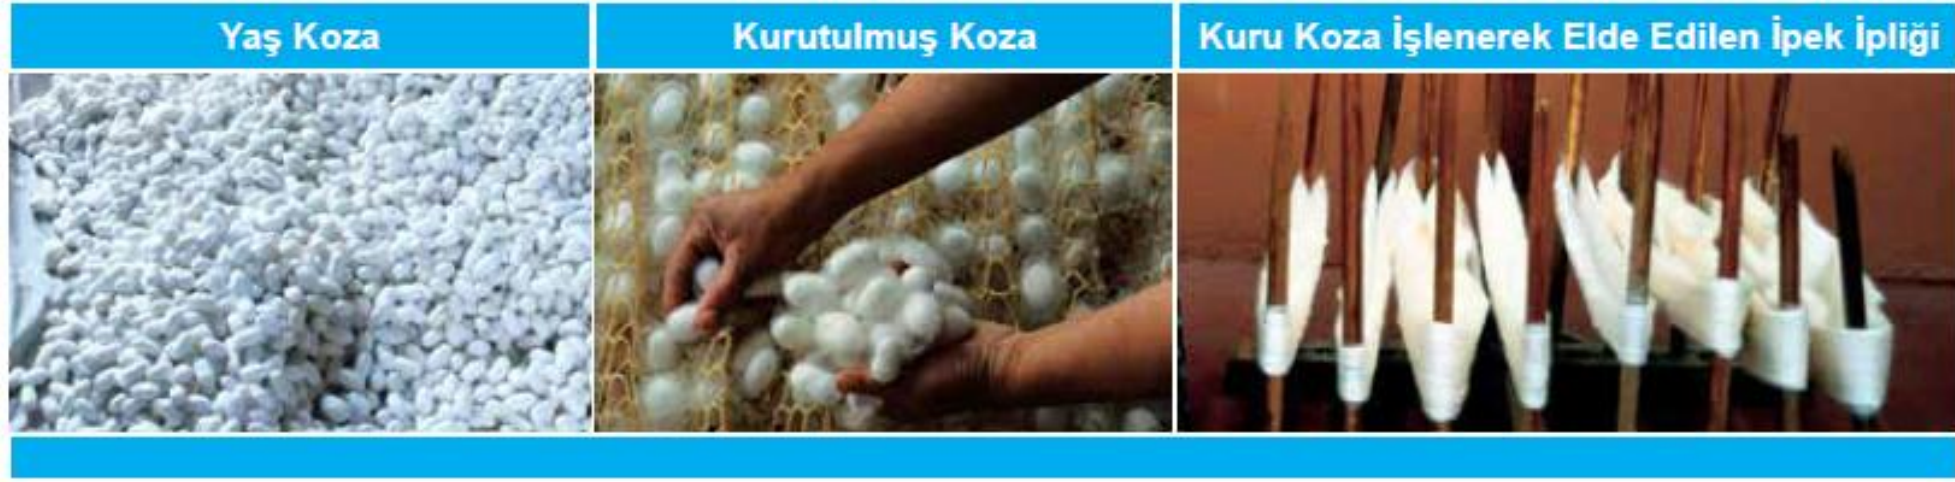 Yaş Koza
Kurutulmuş Koza
Kuru Koza İşlenerek Elde Edilen İpek İpliği